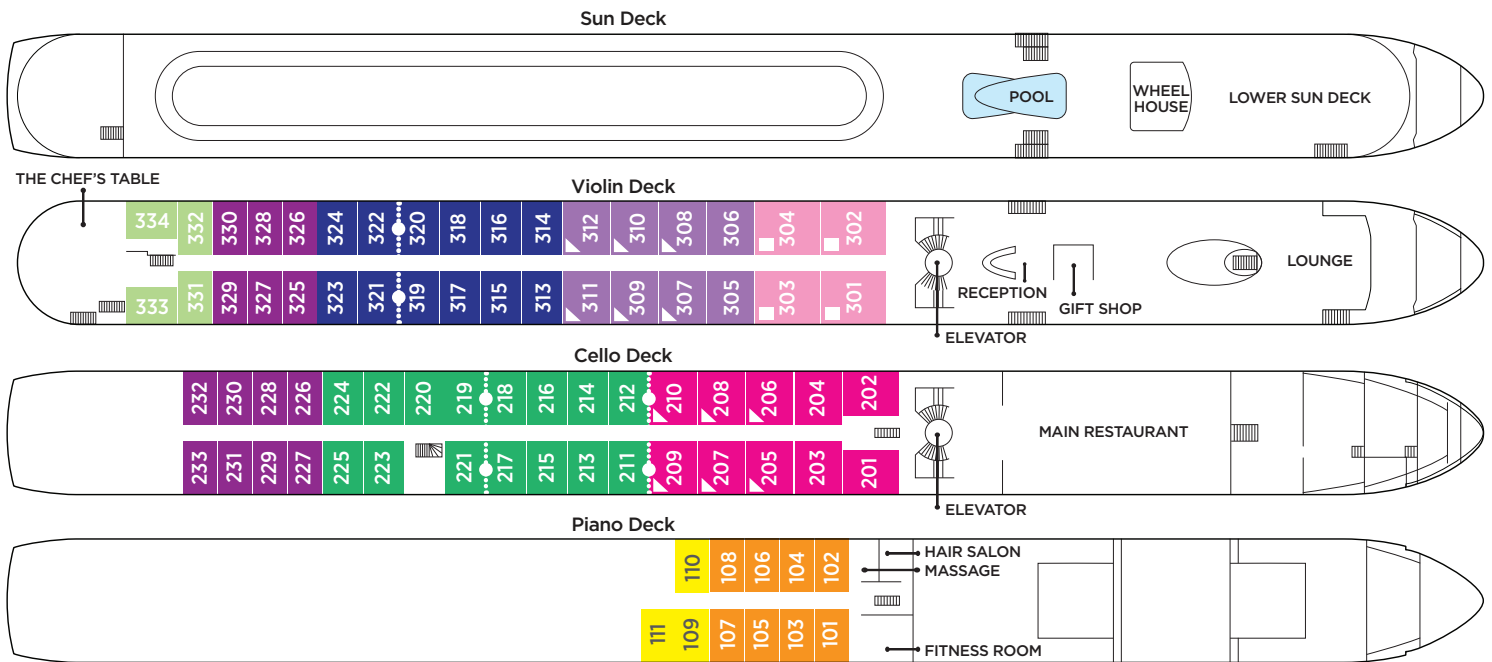 Sun Deck
POOL
WHEEL
HOUSE
LOWER SUN DECK
THE CHEF'S TABLE
Violin Deck
334 332 330 328 326 324 322 320 318 316 314 312 310 308 306 304 302
333 331 329 327 325 323 321 319 317 315 313 311 309 307 305 303 301
LOUNGE
RECEPTION
GIFT SHOP
ELEVATOR
Cello Deck
232 230 228 226 224 222 220 219 218 216 214 212 210 208 206 204 202
MAIN RESTAURANT
233 231 229 227 225 223 221 217 215 213 211 209 207 205 203 201
ELEVATOR
Piano Deck
110 108 106 104 102
HAIR SALON
MASSAGE
111 109 107 105 103 101
FITNESS ROOM